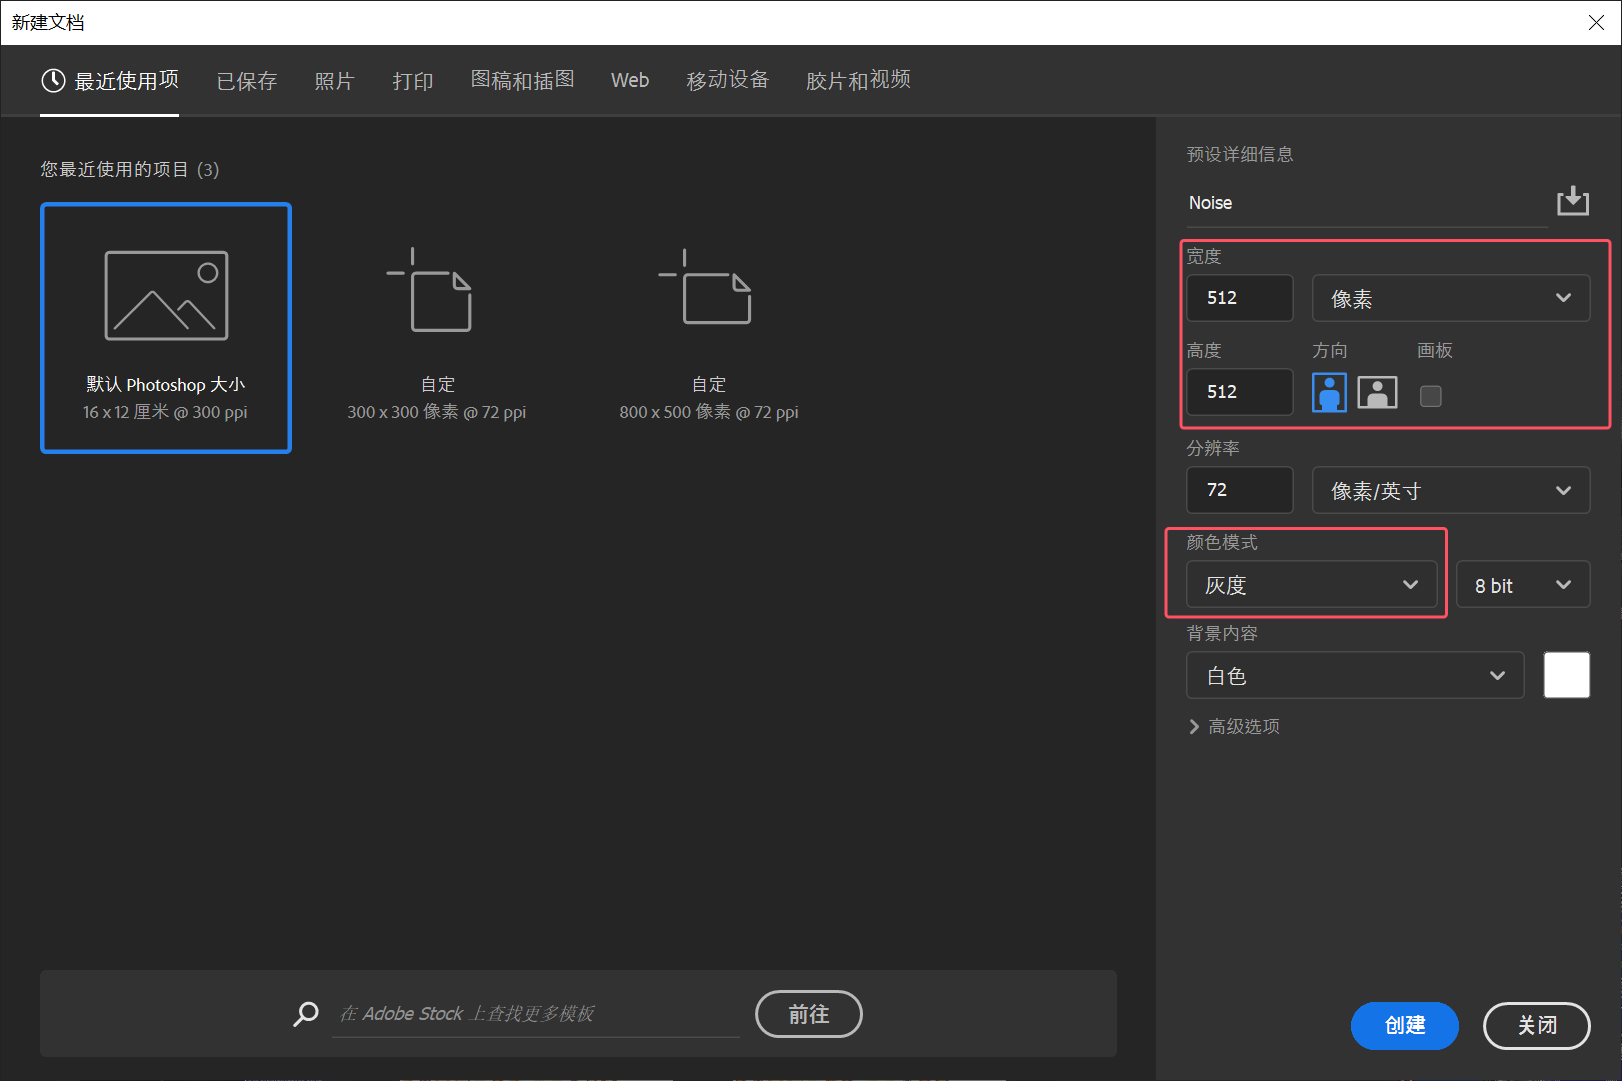 新建文档
最近使用项 已保存 照片 打印 图稿和插图 Web 移动设备 胶片和视频
您最近使用的项目 (3)
默认 Photoshop 大小
16 x 12 厘米 @ 300 ppi
自定
300 x 300 像素 @ 72 ppi
自定
800 x 500 像素 @ 72 ppi
在 Adobe Stock 上查找更多模板
前往
预设详细信息
Noise
宽度
512 像素
高度 方向 画板
512
分辨率
72 像素/英寸
颜色模式
灰度 8 bit
背景内容
白色
高级选项
创建 关闭